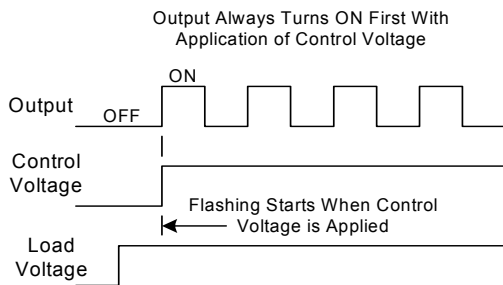 Output Always Turns ON First With
Application of Control Voltage
ON
Output
OFF
Control
Voltage
Flashing Starts When Control
Voltage is Applied
Load
Voltage